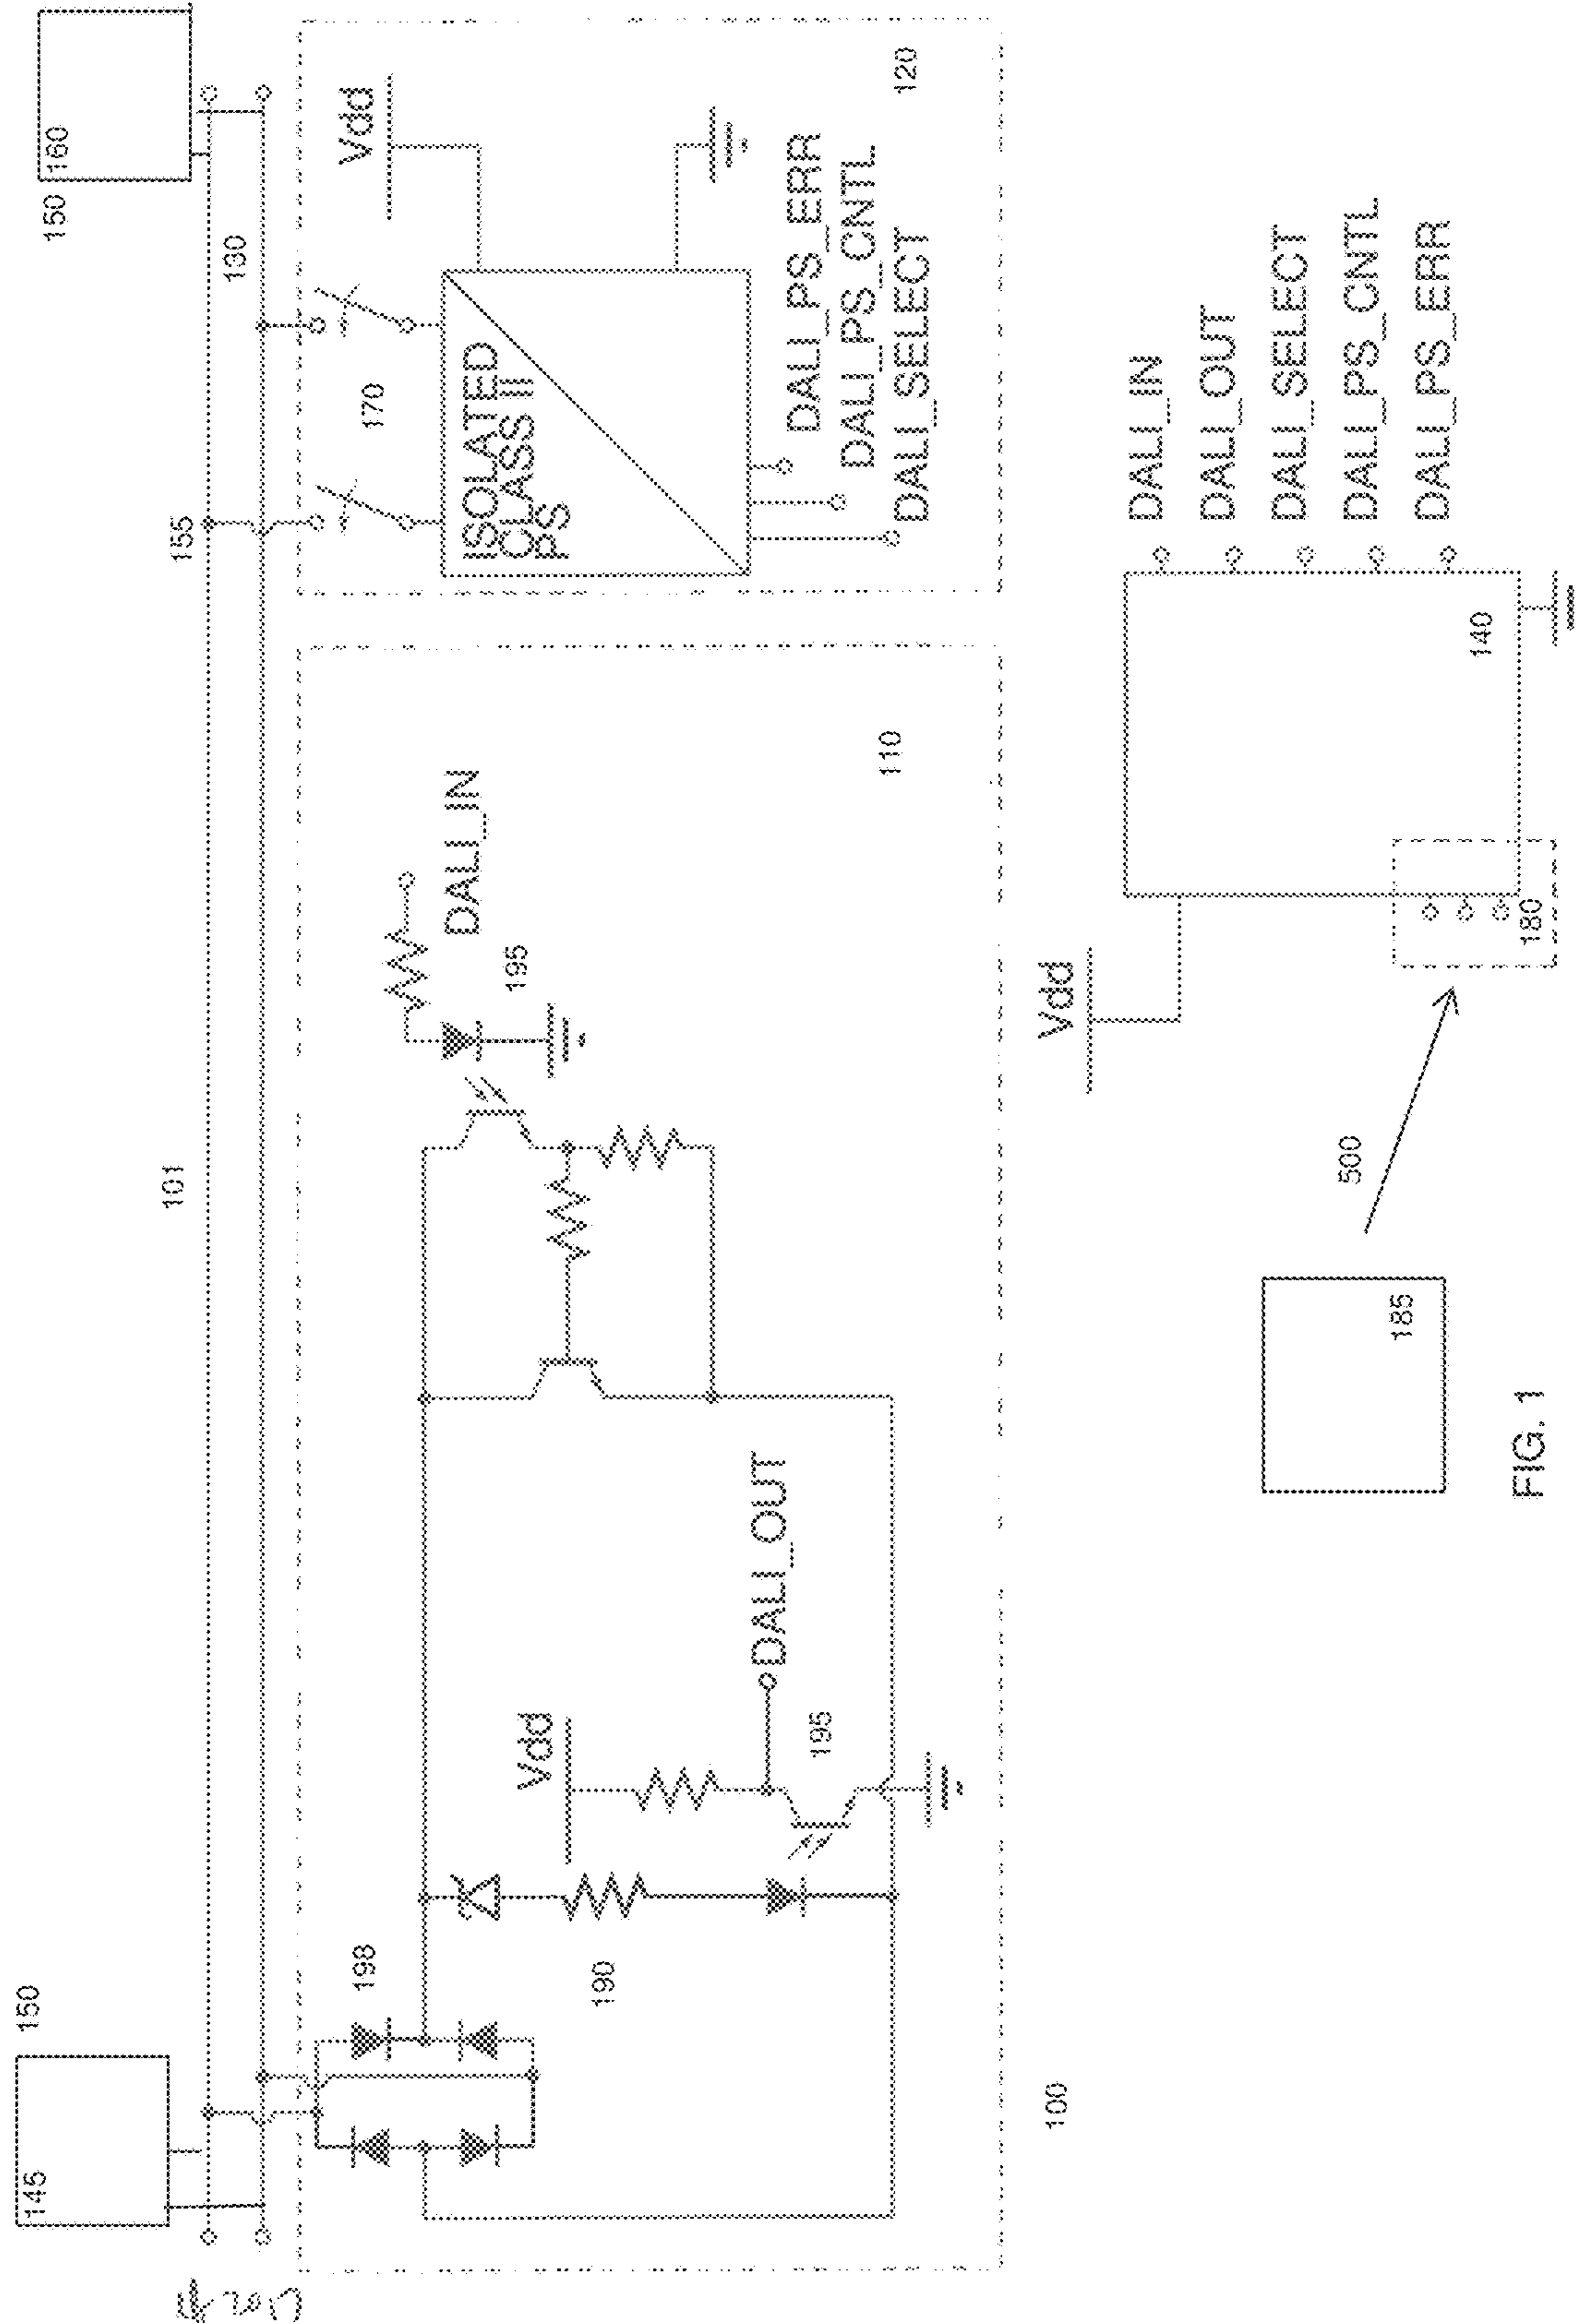 150
145
101
155
130
150
160
198
190
Vdd
DALI_OUT
195
DALI_IN
195
110
100
170
ISOLATED
CLASS III
PS
Vdd
DALI_PS_ERR
DALI_PS_CNTL
DALI_SELECT
120
Vdd
DALI_IN
DALI_OUT
DALI_SELECT
DALI_PS_CNTL
DALI_PS_ERR
140
180
500
185
FIG. 1